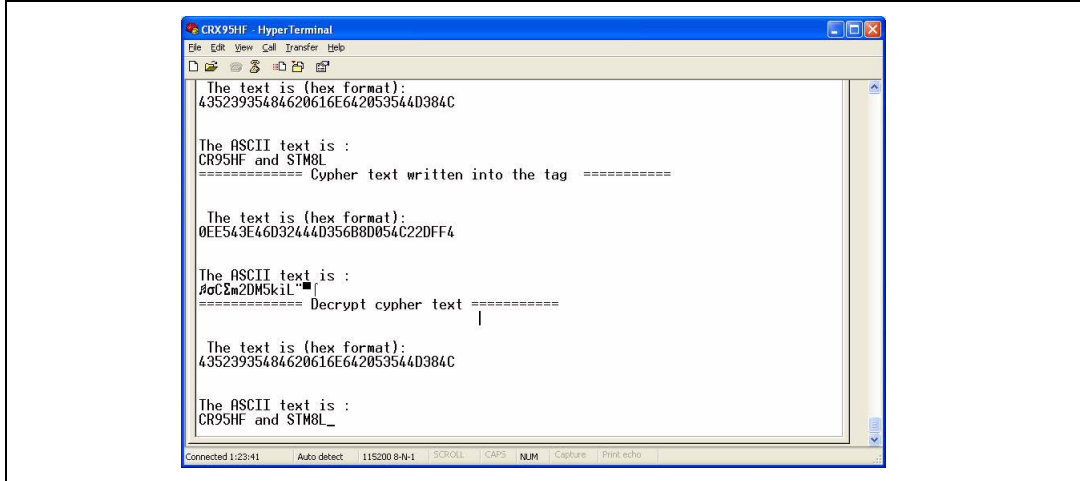 CRX95HF - HyperTerminal
File Edit View Call Transfer Help
The text is (hex format):
43523935484620616E642053544D384C
The ASCII text is :
CR95HF and STM8L
============= Cypher text written into the tag ===========
The text is (hex format):
0EE543E46D32444D356B8D054C22DFF4
The ASCII text is :
♫σCΣm2DM5kìL"▀⌠
============= Decrypt cypher text ===========
The text is (hex format):
43523935484620616E642053544D384C
The ASCII text is :
CR95HF and STM8L_
Connected 1:23:41 Auto detect 115200 8-N-1 SCROLL CAPS NUM Capture Print echo